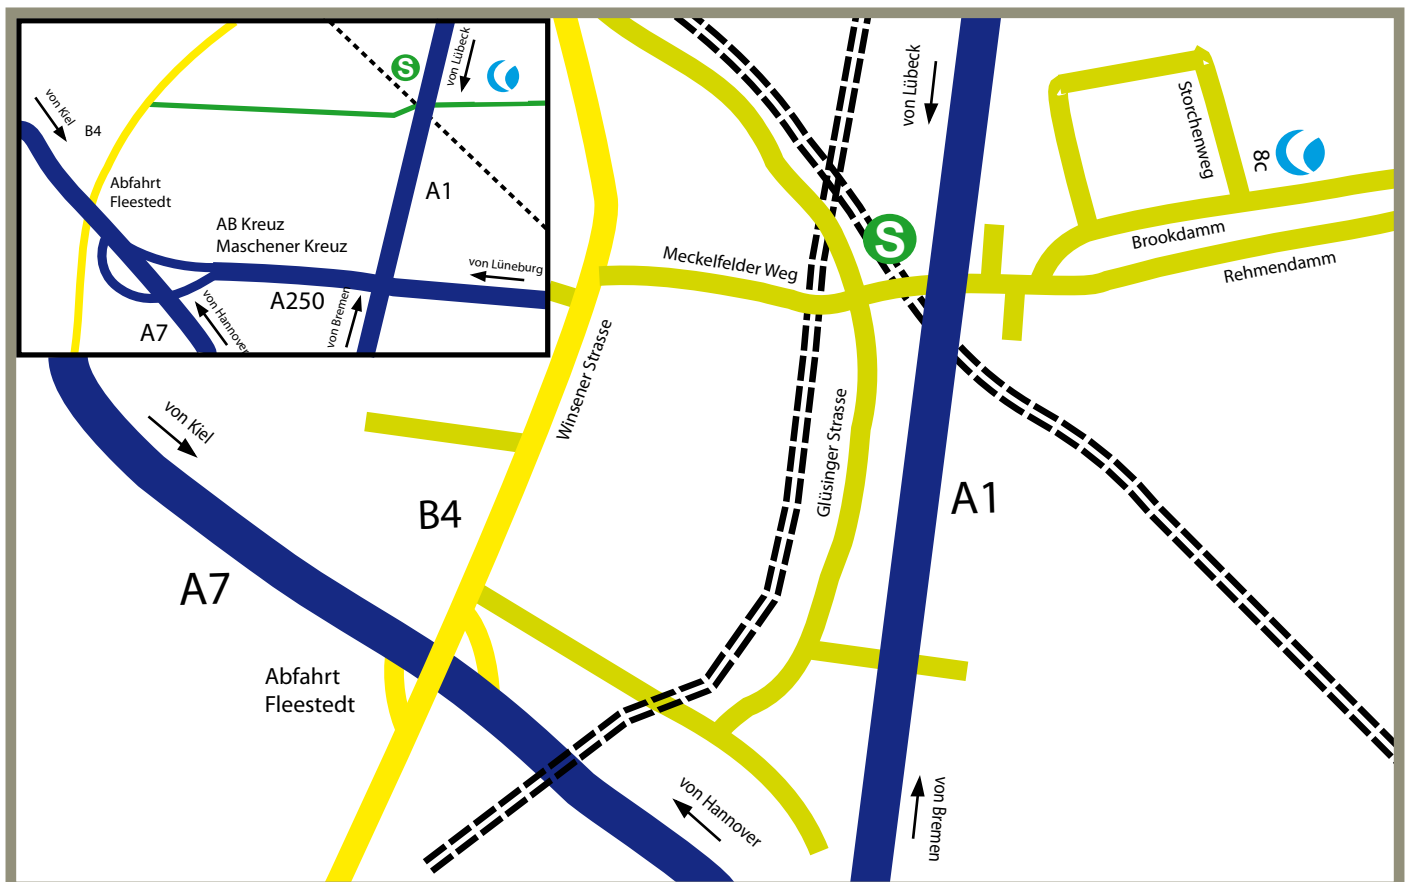 von Kiel
B4
Abfahrt
Fleestedt
AB Kreuz
Maschener Kreuz
S
von Lübeck
A1
von Lüneburg
A250
von Bremen
A7
von Hannover
von Lübeck
Storchenweg
8c
S
Meckelfelder Weg
Brookdamm
Rehmendamm
Winsener Strasse
Glüsinger Strasse
von Kiel
B4
A1
A7
Abfahrt
Fleestedt
von Hannover
von Bremen